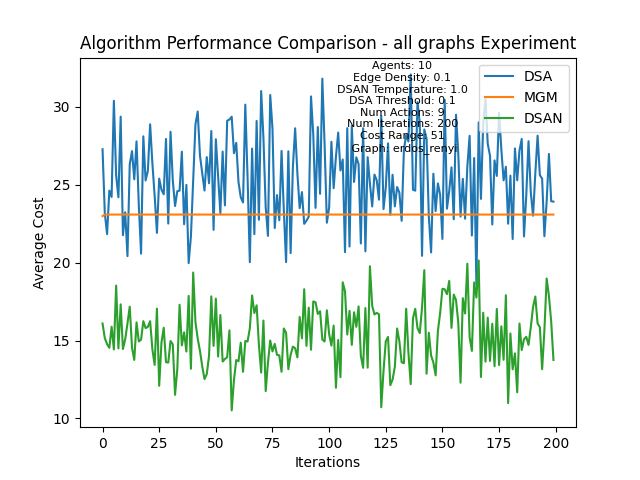 Algorithm Performance Comparison - all graphs Experiment
Agents: 10
Edge Density: 0.1
DSAN Temperature: 1.0
DSA Threshold: 0.1
Num Actions: 9
Num Iterations: 200
Cost Range: 51
Graph: erdos_renyi
DSA
MGM
DSAN
Average Cost
30
25
20
15
10
0 25 50 75 100 125 150 175 200
Iterations